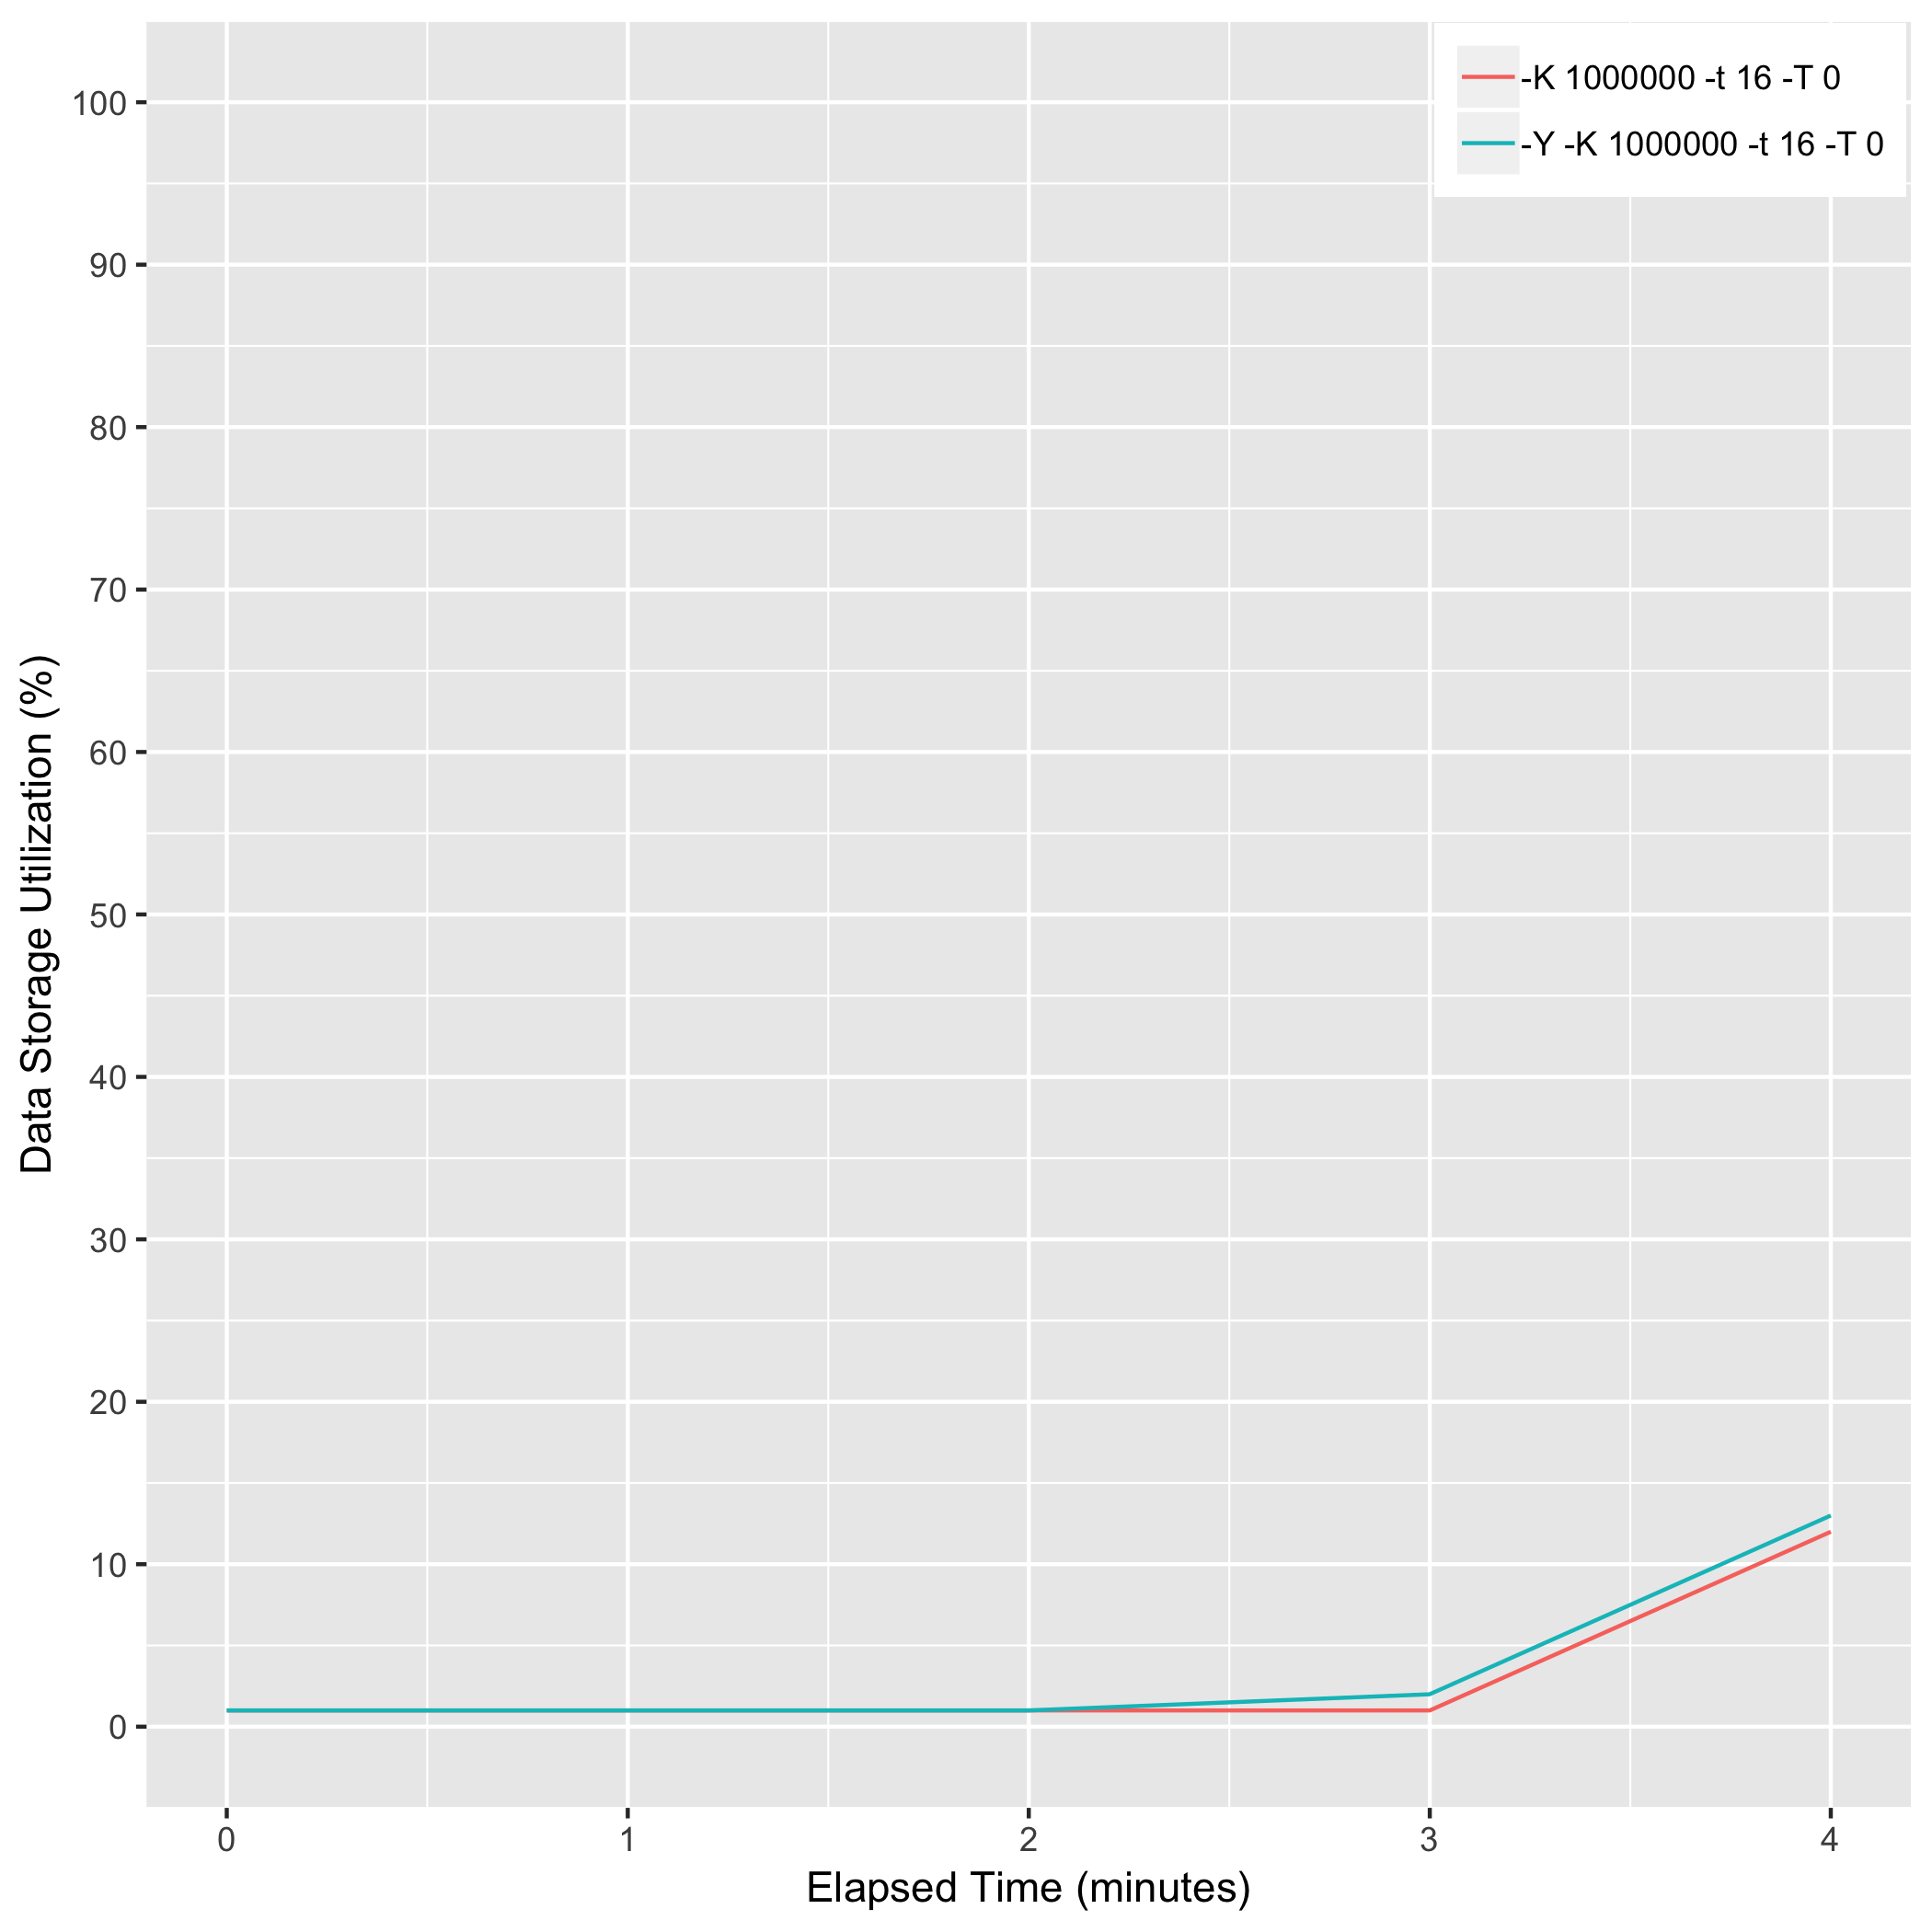 -K 1000000 -t 16 -T 0
-Y -K 1000000 -t 16 -T 0
100
90
80
70
60
50
40
30
20
10
0
Data Storage Utilization (%)
0 1 2 3 4
Elapsed Time (minutes)